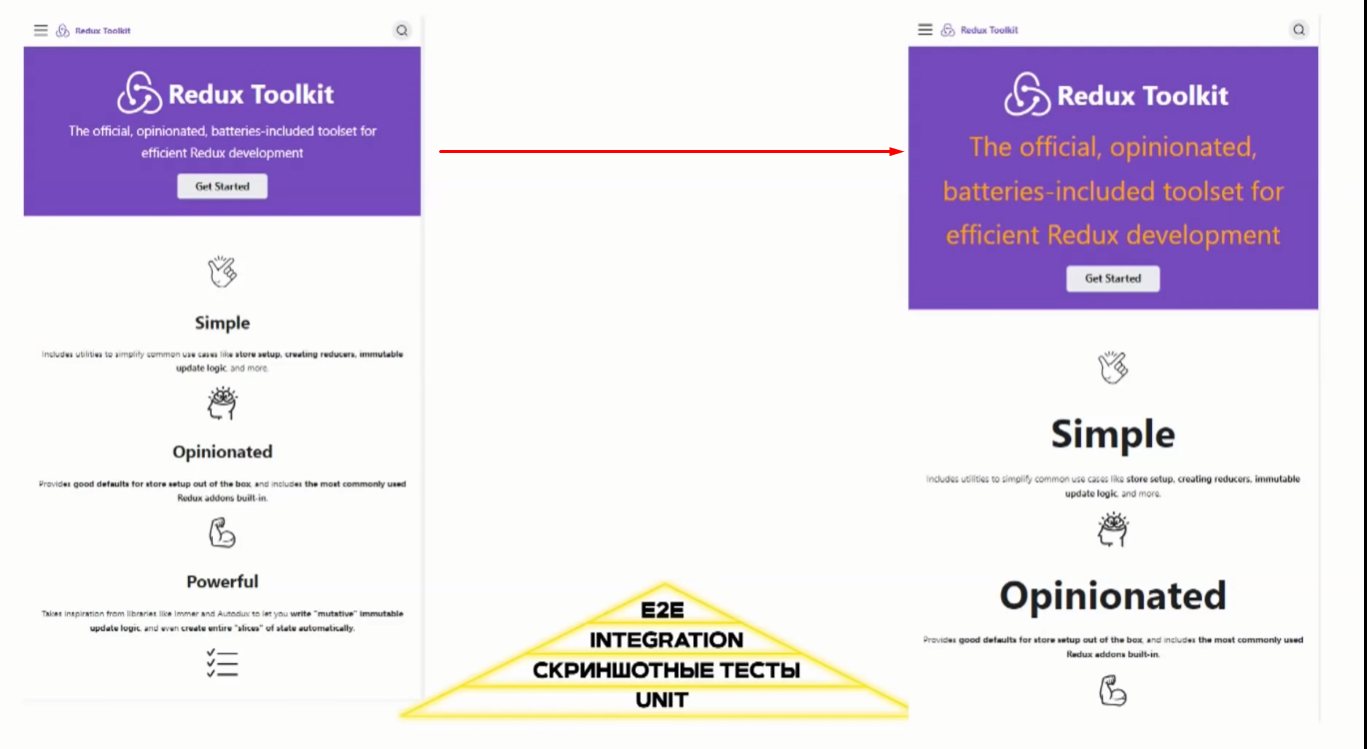 Redux Toolkit
Redux Toolkit
The official, opinionated, batteries-included toolset for
efficient Redux development
Get Started
Simple
Includes utilities to simplify common use cases like store setup, creating reducers, immutable
update logic, and more.
Opinionated
Provides good defaults for store setup out of the box, and includes the most commonly used
Redux addons built-in.
Powerful
Takes inspiration from libraries like Immer and Autodux to let you write "mutative" immutable
update logic, and even create entire "slices" of state automatically.
E2E
INTEGRATION
СКРИНШОТНЫЕ ТЕСТЫ
UNIT
Redux Toolkit
Redux Toolkit
The official, opinionated,
batteries-included toolset for
efficient Redux development
Get Started
Simple
Includes utilities to simplify common use cases like store setup, creating reducers, immutable
update logic, and more.
Opinionated
Provides good defaults for store setup out of the box, and includes the most commonly used
Redux addons built-in.